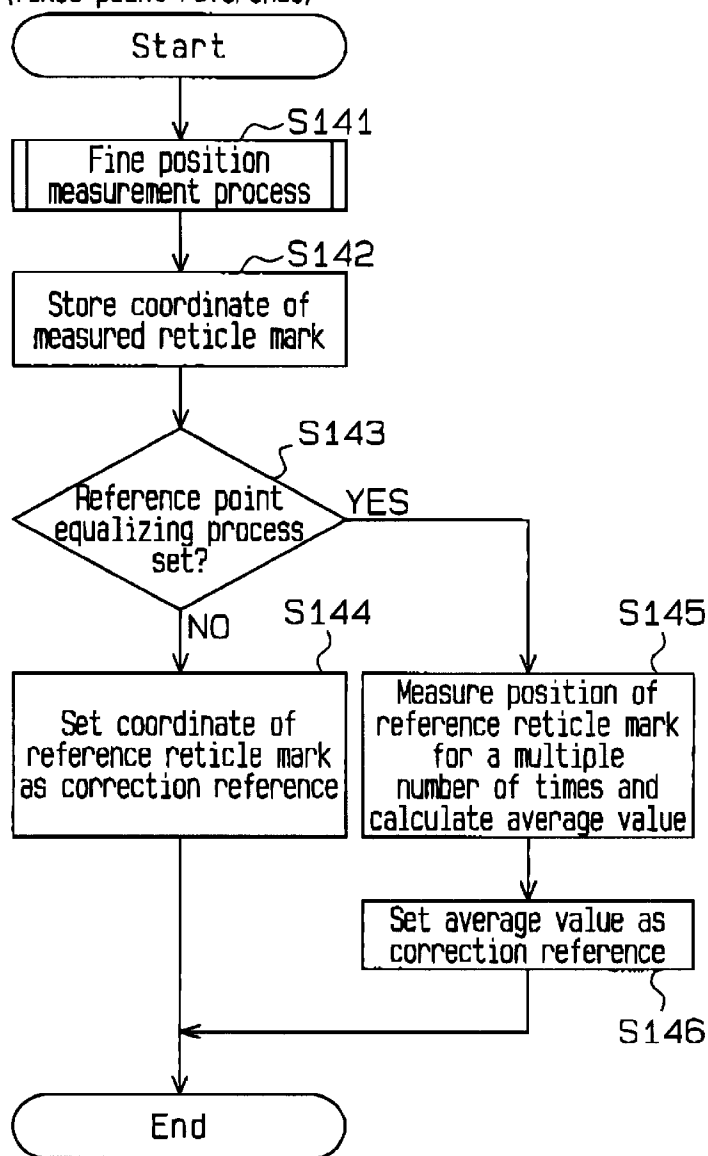 Start
S141
Fine position
measurement process
S142
Store coordinate of
measured reticle mark
S143
Reference point
equalizing process
set?
YES
NO
S144
Set coordinate of
reference reticle mark
as correction reference
S145
Measure position of
reference reticle mark
for a multiple
number of times and
calculate average value
Set average value as
correction reference
S146
End